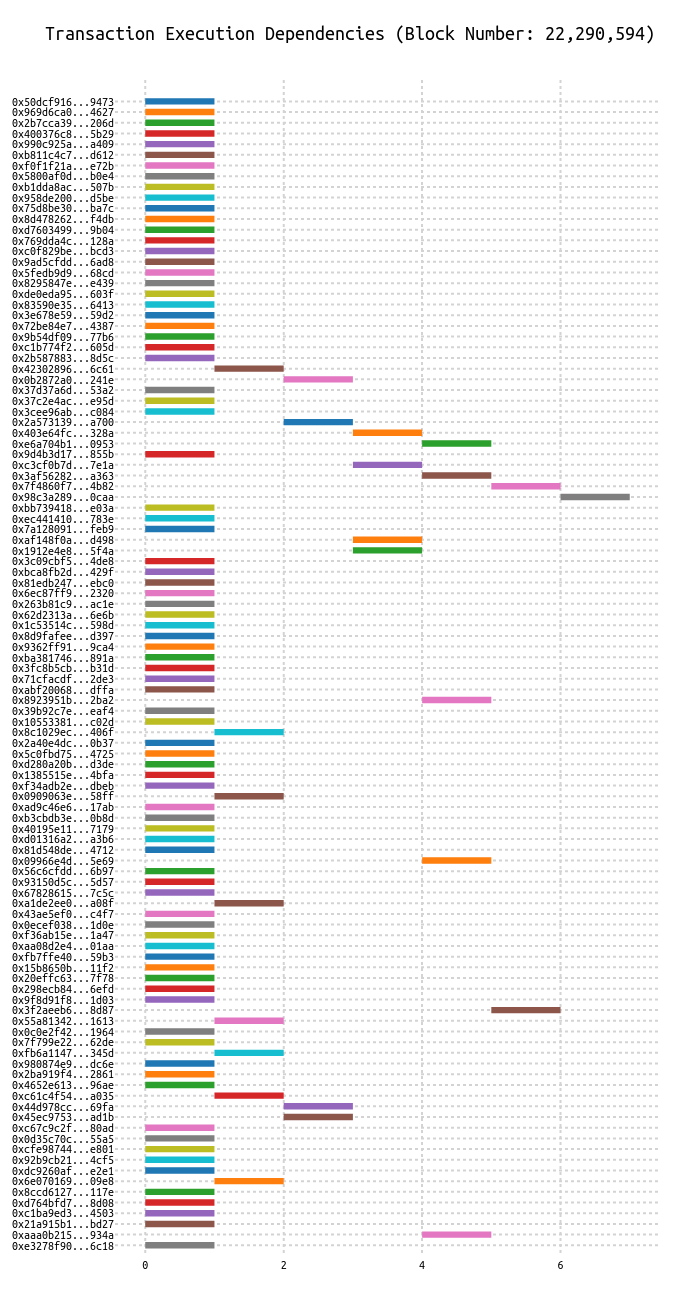 Transaction Execution Dependencies (Block Number: 22,290,594)
0x50dcf916...9473
0x969d6ca0...4627
0x2b7cca39...206d
0x400376c8...5b29
0x990c925a...a409
0xb811c4c7...d612
0xf0f1f21a...e72b
0x5800af0d...b0e4
0xb1dda8ac...507b
0x958de200...d5be
0x75d8be30...ba7c
0x8d478262...f4db
0xd7603499...9b04
0x769dda4c...128a
0xc0f829be...bcd3
0x9ad5cfdd...6ad8
0x5fedb9d9...68cd
0x8295847e...e439
0xde0eda95...603f
0x83590e35...6413
0x3e678e59...59d2
0x72be84e7...4387
0x9b54df09...77b6
0xc1b774f2...605d
0x2b587883...8d5c
0x42302896...6c61
0x0b2872a0...241e
0x37d37a6d...53a2
0x37c2e4ac...e95d
0x3cee96ab...c084
0x2a573139...a700
0x403e64fc...328a
0xe6a704b1...0953
0x9d4b3d17...855b
0xc3cf0b7d...7e1a
0x3af56282...a363
0x7f4860f7...4b82
0x98c3a289...0caa
0xbb739418...e03a
0xec441410...783e
0x7a128091...feb9
0xaf148f0a...d498
0x1912e4e8...5f4a
0x3c09cbf5...4de8
0xbca8fb2d...429f
0x81edb247...ebc0
0x6ec87ff9...2320
0x263b81c9...ac1e
0x62d2313a...6e6b
0x1c53514c...598d
0x8d9fafee...d397
0x9362ff91...9ca4
0xba381746...891a
0x3fc8b5cb...b31d
0x71cfacdf...2de3
0xabf20068...dffa
0x8923951b...2ba2
0x39b92c7e...eaf4
0x10553381...c02d
0x8c1029ec...406f
0x2a40e4dc...0b37
0x5c0fbd75...4725
0xd280a20b...d3de
0x1385515e...4bfa
0xf34adb2e...dbeb
0x0909063e...58ff
0xad9c46e6...17ab
0xb3cbdb3e...0b8d
0x40195e11...7179
0xd01316a2...a3b6
0x81d548de...4712
0x09966e4d...5e69
0x56c6cfdd...6b97
0x93150d5c...5d57
0x67828615...7c5c
0xa1de2ee0...a08f
0x43ae5ef0...c4f7
0x0ecef038...1d0e
0xf36ab15e...1a47
0xaa08d2e4...01aa
0xfb7ffe40...59b3
0x15b8650b...11f2
0x20effc63...7f78
0x298ecb84...6efd
0x9f8d91f8...1d03
0x3f2aeeb6...8d87
0x55a81342...1613
0x0c0e2f42...1964
0x7f799e22...62de
0xfb6a1147...345d
0x980874e9...dc6e
0x2ba919f4...2861
0x4652e613...96ae
0xc61c4f54...a035
0x44d978cc...69fa
0x45ec9753...ad1b
0xc67c9c2f...80ad
0x0d35c70c...55a5
0xcfe98744...e801
0x92b9cb21...4cf5
0xdc9260af...e2e1
0x6e070169...09e8
0x8ccd6127...117e
0xd764bfd7...8d08
0xc1ba9ed3...4503
0x21a915b1...bd27
0xaaa0b215...934a
0xe3278f90...6c18
0 2 4 6